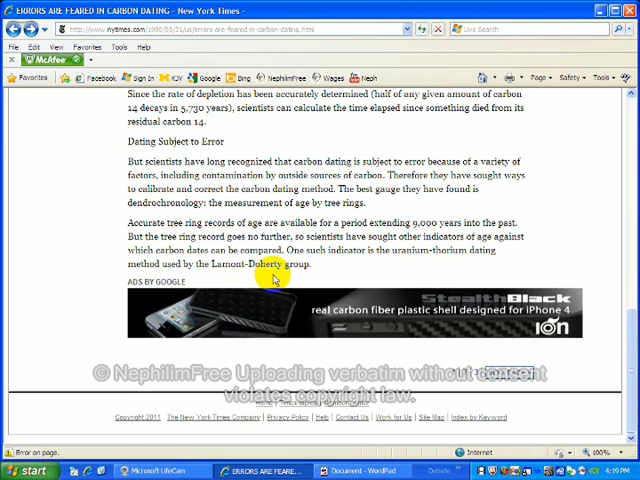 ERRORS ARE FEARED IN CARBON DATING - New York Times -
http://www.nytimes.com/1990/05/31/us/errors-are-feared-in-carbon-dating.html
Live Search
File Edit View Favorites Tools Help
McAfee
Favorites Facebook Sign In KJV Google Bing NephilimFree Wages Neph Page Safety Tools
Since the rate of depletion has been accurately determined (half of any given amount of carbon
14 decays in 5,730 years), scientists can calculate the time elapsed since something died from its
residual carbon 14.
Dating Subject to Error
But scientists have long recognized that carbon dating is subject to error because of a variety of
factors, including contamination by outside sources of carbon. Therefore they have sought ways
to calibrate and correct the carbon dating method. The best gauge they have found is
dendrochronology: the measurement of age by tree rings.
Accurate tree ring records of age are available for a period extending 9,000 years into the past.
But the tree ring record goes no further, so scientists have sought other indicators of age against
which carbon dates can be compared. One such indicator is the uranium-thorium dating
method used by the Lamont-Doherty group.
ADS BY GOOGLE
StealthBlack
real carbon fiber plastic shell designed for iPhone 4
iON
© NephilimFree Uploading verbatim without consent
violates copyright law.
Home Times Topics Member Center
Copyright 2011 The New York Times Company Privacy Policy Help Contact Us Work for Us Site Map Index by Keyword
Error on page. Internet 100%
start Microsoft LifeCam ERRORS ARE FEARE... Document - WordPad Debate 4:19 PM